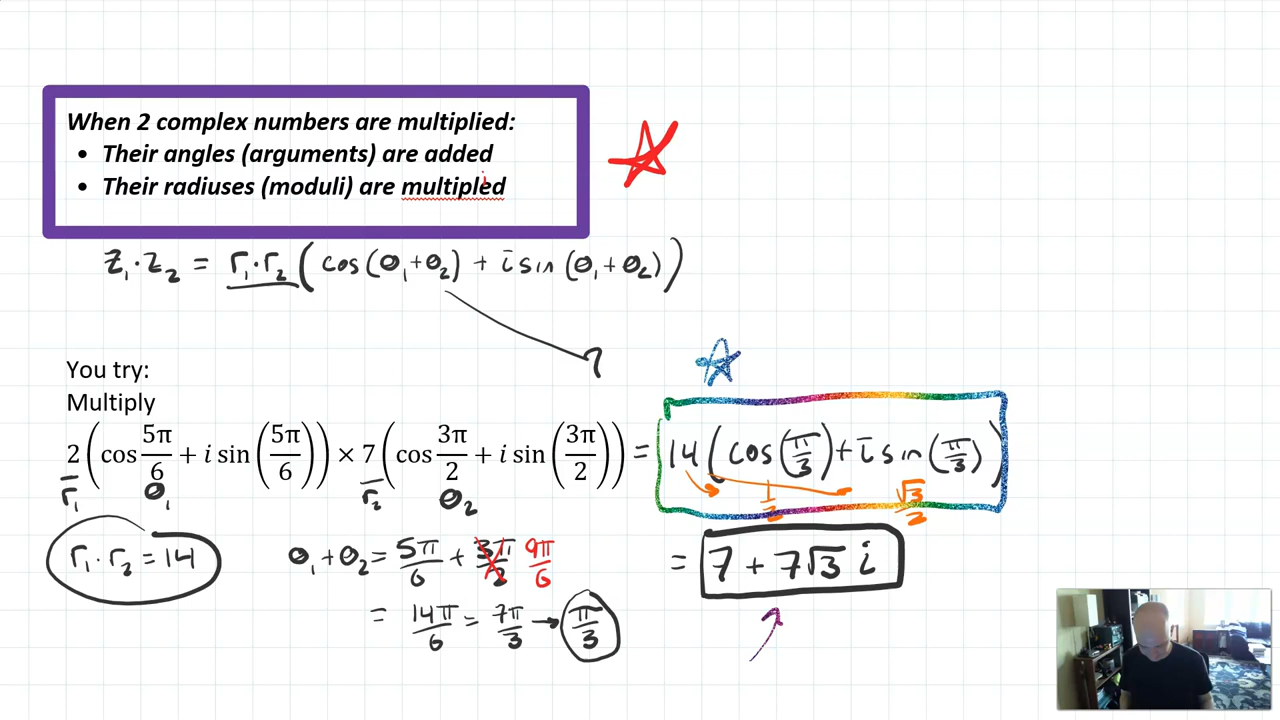 When 2 complex numbers are multiplied:
• Their angles (arguments) are added
• Their radiuses (moduli) are multipled
i
z₁·z₂ = r₁·r₂(cos(θ₁+θ₂) + i sin(θ₁+θ₂))
You try:
Multiply
2(cos 5π/6 + i sin(5π/6)) × 7(cos 3π/2 + i sin(3π/2)) = 14(cos(π/3) + i sin(π/3))
r₁ θ₁ r₂ θ₂ 1/2 √3/2
r₁·r₂ = 14
θ₁+θ₂ = 5π/6 + 3π/2 9π/6
= 7 + 7√3 i
= 14π/6 = 7π/3 → π/3